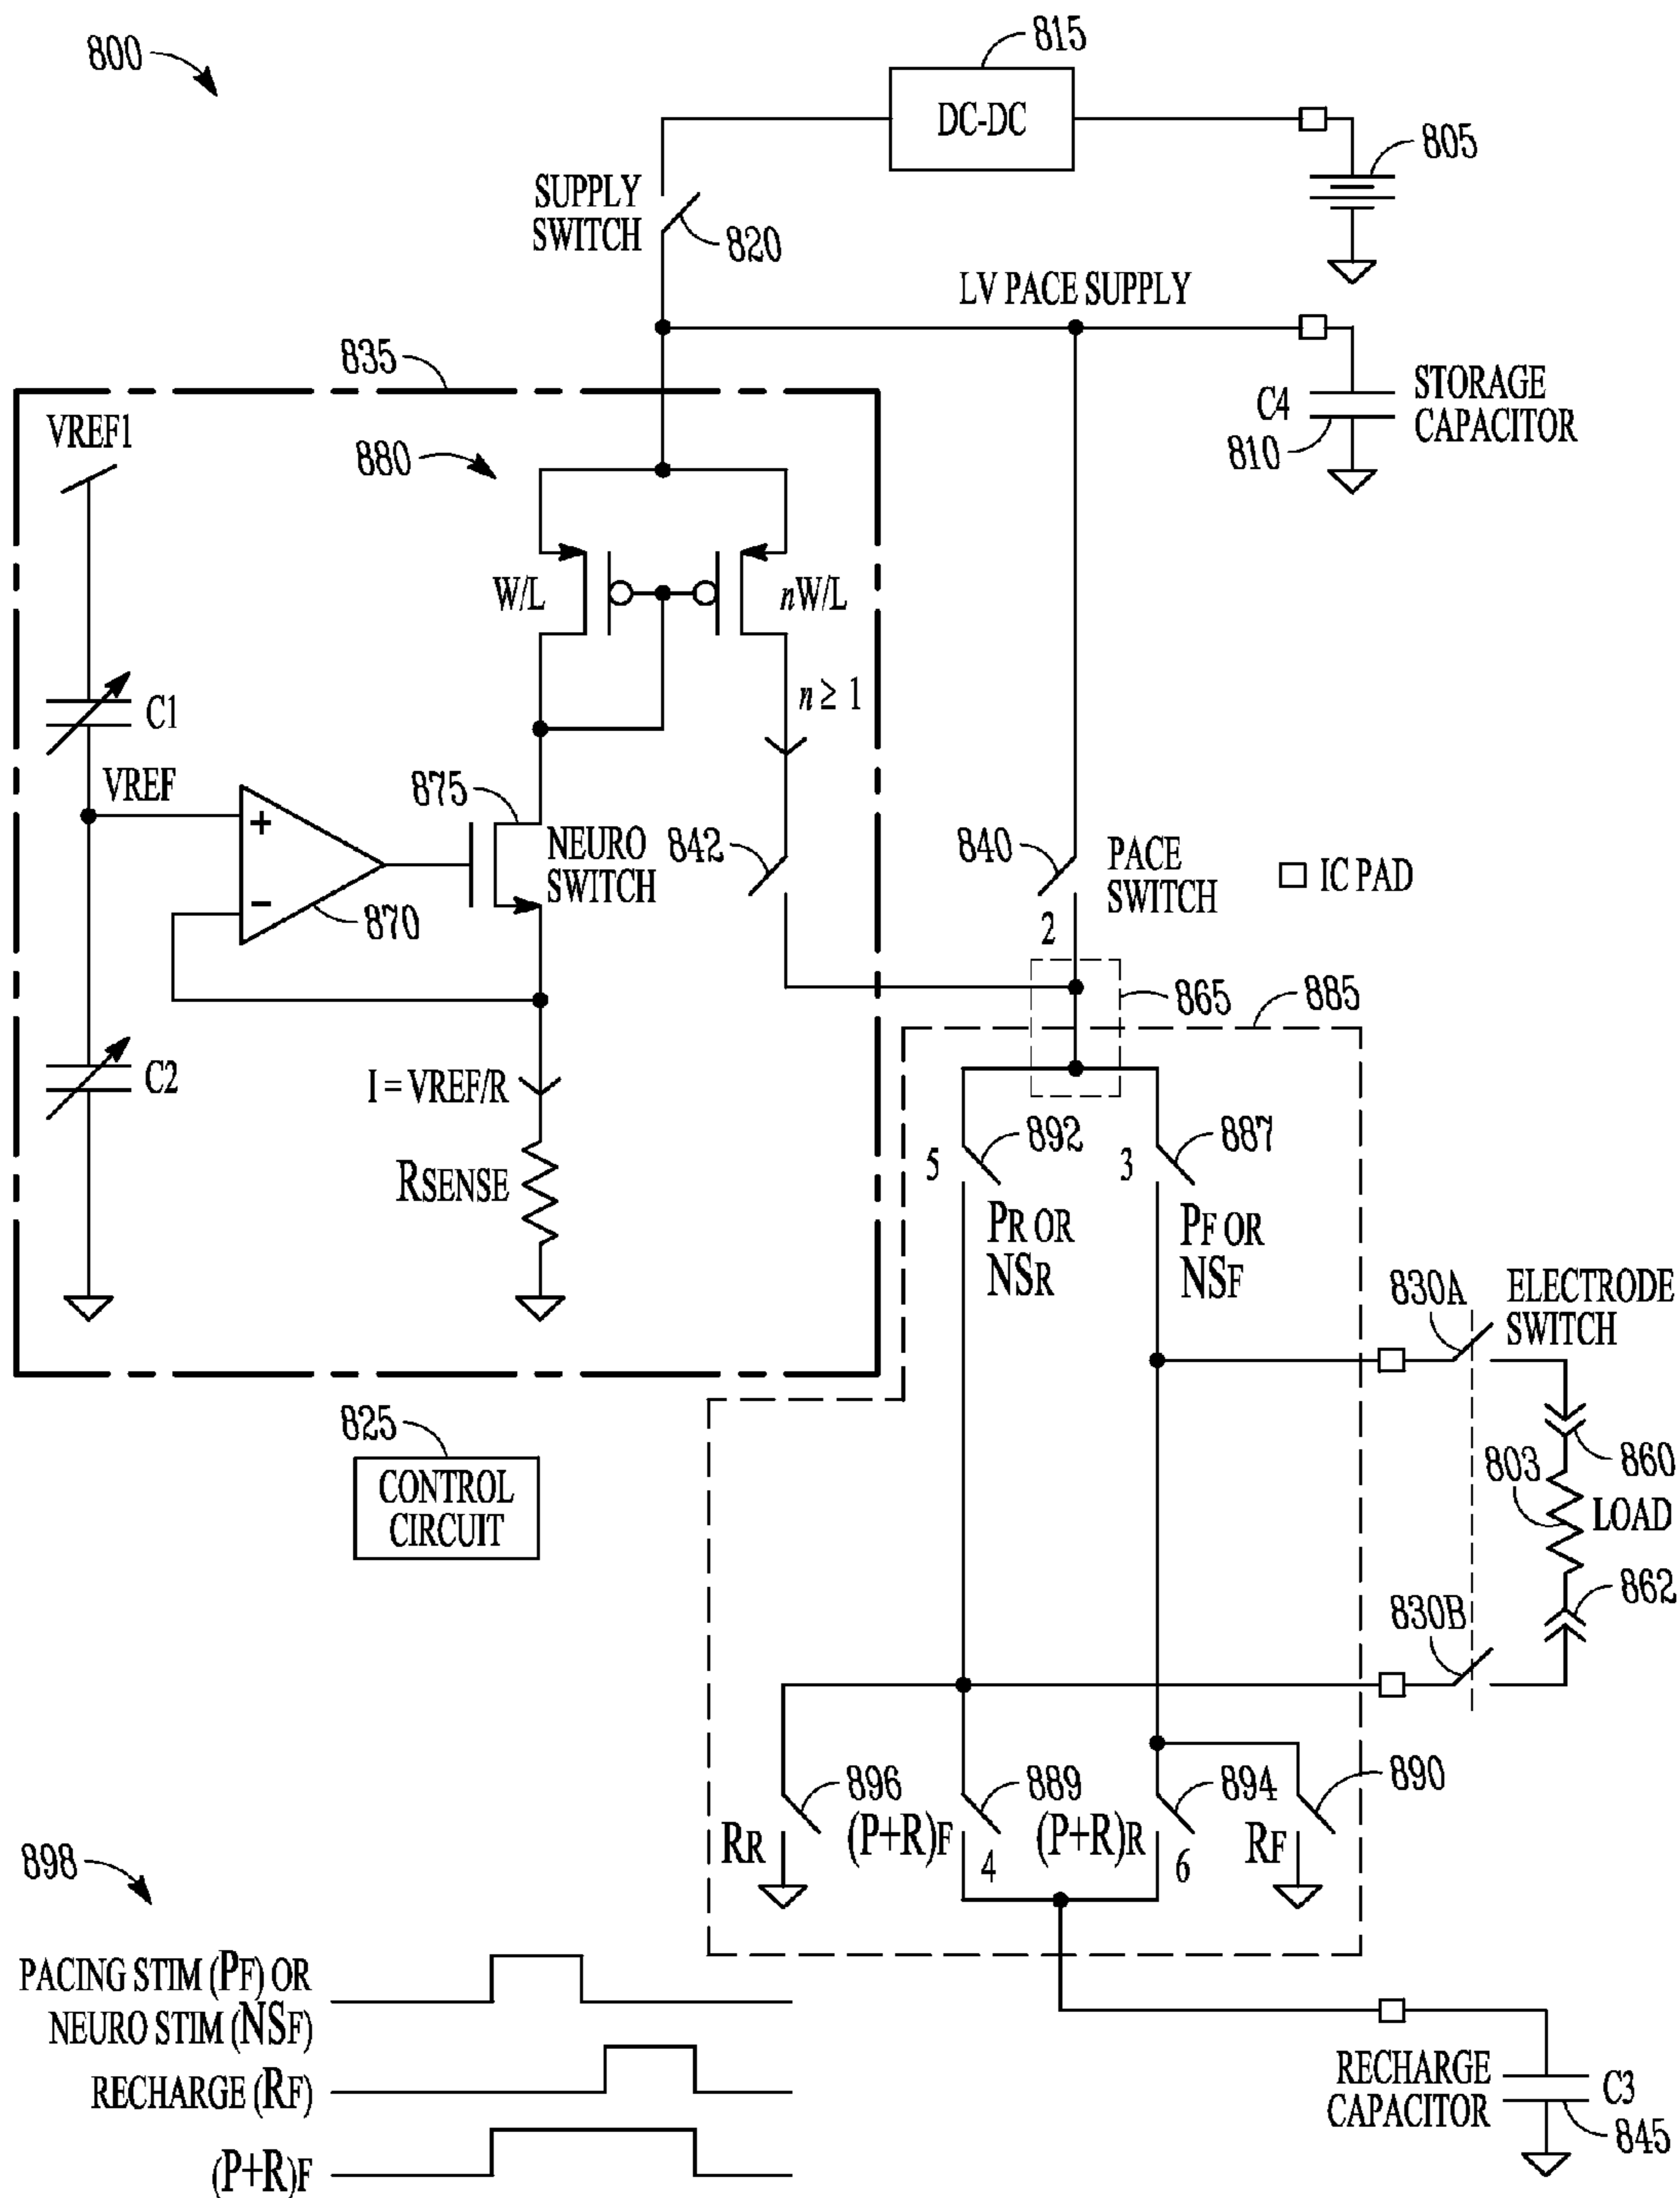 800
815
DC-DC
805
SUPPLY
SWITCH
820
LV PACE SUPPLY
835
VREF1
880
C4
810
STORAGE
CAPACITOR
W/L
nW/L
n ≥ 1
C1
VREF
875
NEURO
SWITCH
842
840
PACE
SWITCH
IC PAD
+
-
870
2
865
885
C2
I = VREF/R
RSENSE
5
892
3
887
PR OR
NSR
PF OR
NSF
830A
ELECTRODE
SWITCH
825
CONTROL
CIRCUIT
803
860
LOAD
862
830B
896
889
894
890
RR
(P+R)F
4
(P+R)R
6
RF
898
PACING STIM (PF) OR
NEURO STIM (NSF)
RECHARGE (RF)
(P+R)F
RECHARGE
CAPACITOR
C3
845